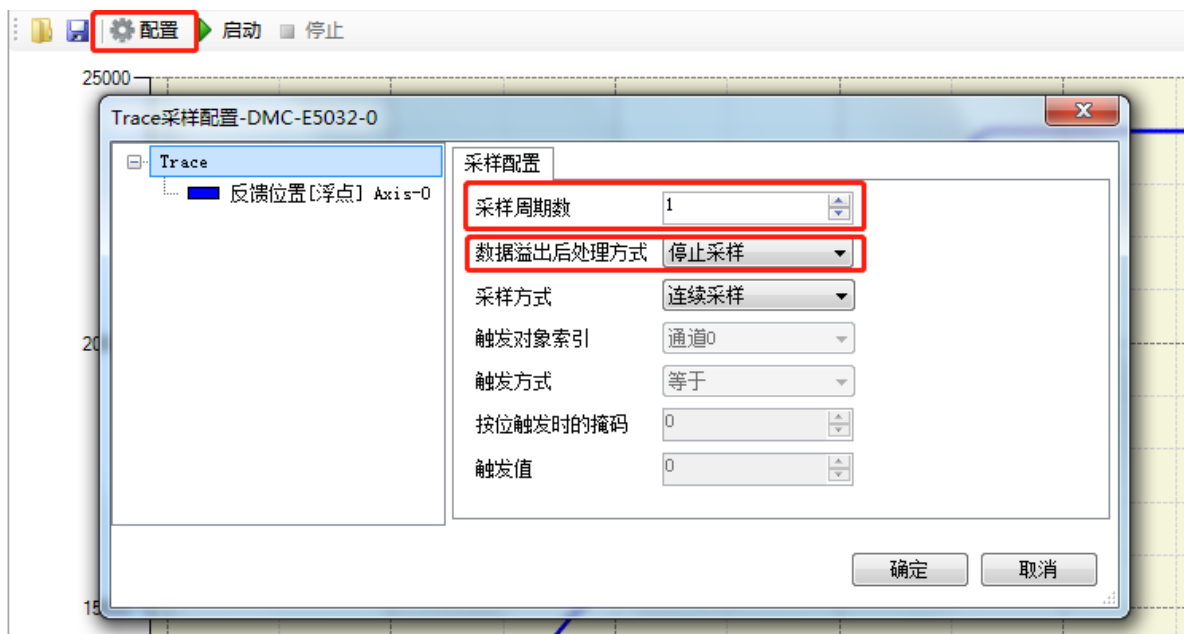 配置 启动 停止
25000
Trace采样配置-DMC-E5032-0
Trace
反馈位置[浮点] Axis-0
采样配置
采样周期数 1
数据溢出后处理方式 停止采样
采样方式 连续采样
触发对象索引 通道0
触发方式 等于
按位触发时的掩码 0
触发值 0
20
确定 取消
15